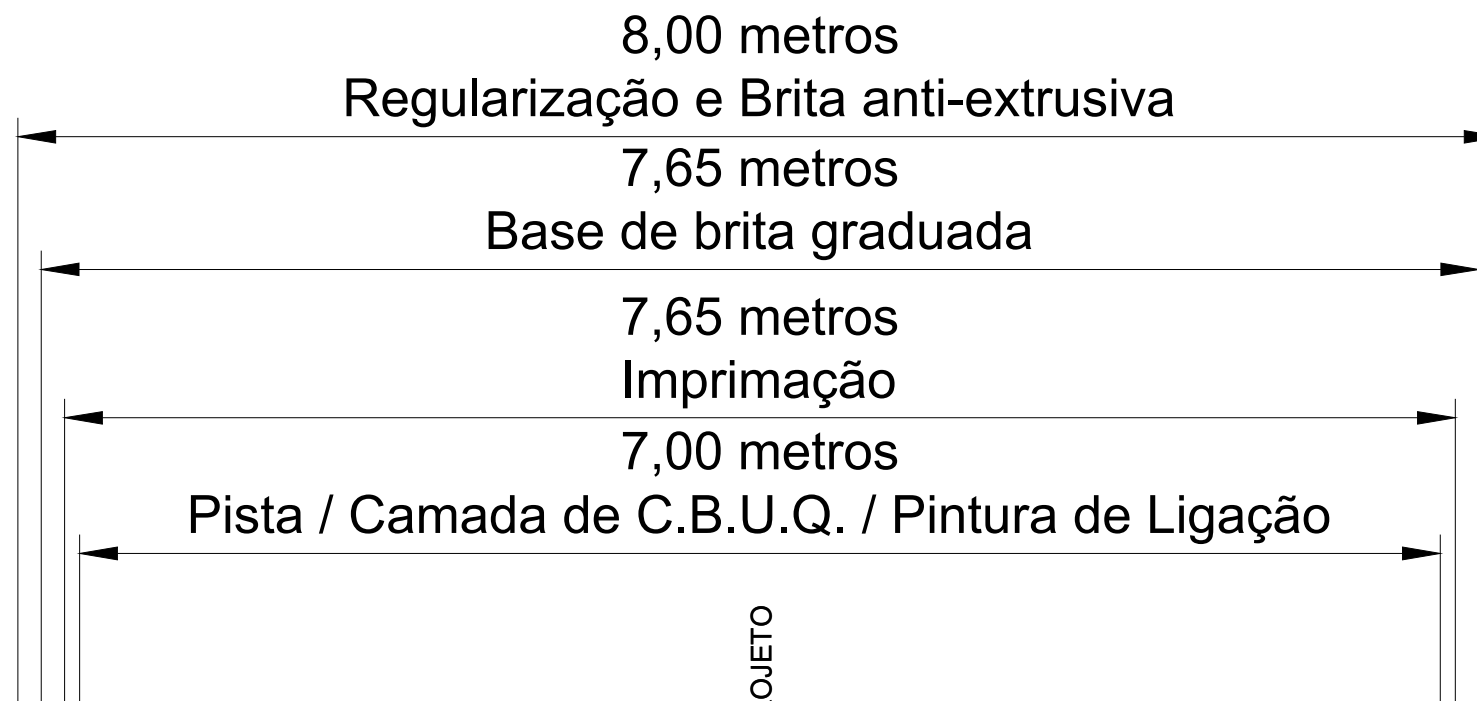 8,00 metros
Regularização e Brita anti-extrusiva
7,65 metros
Base de brita graduada
7,65 metros
Imprimação
7,00 metros
Pista / Camada de C.B.U.Q. / Pintura de Ligação